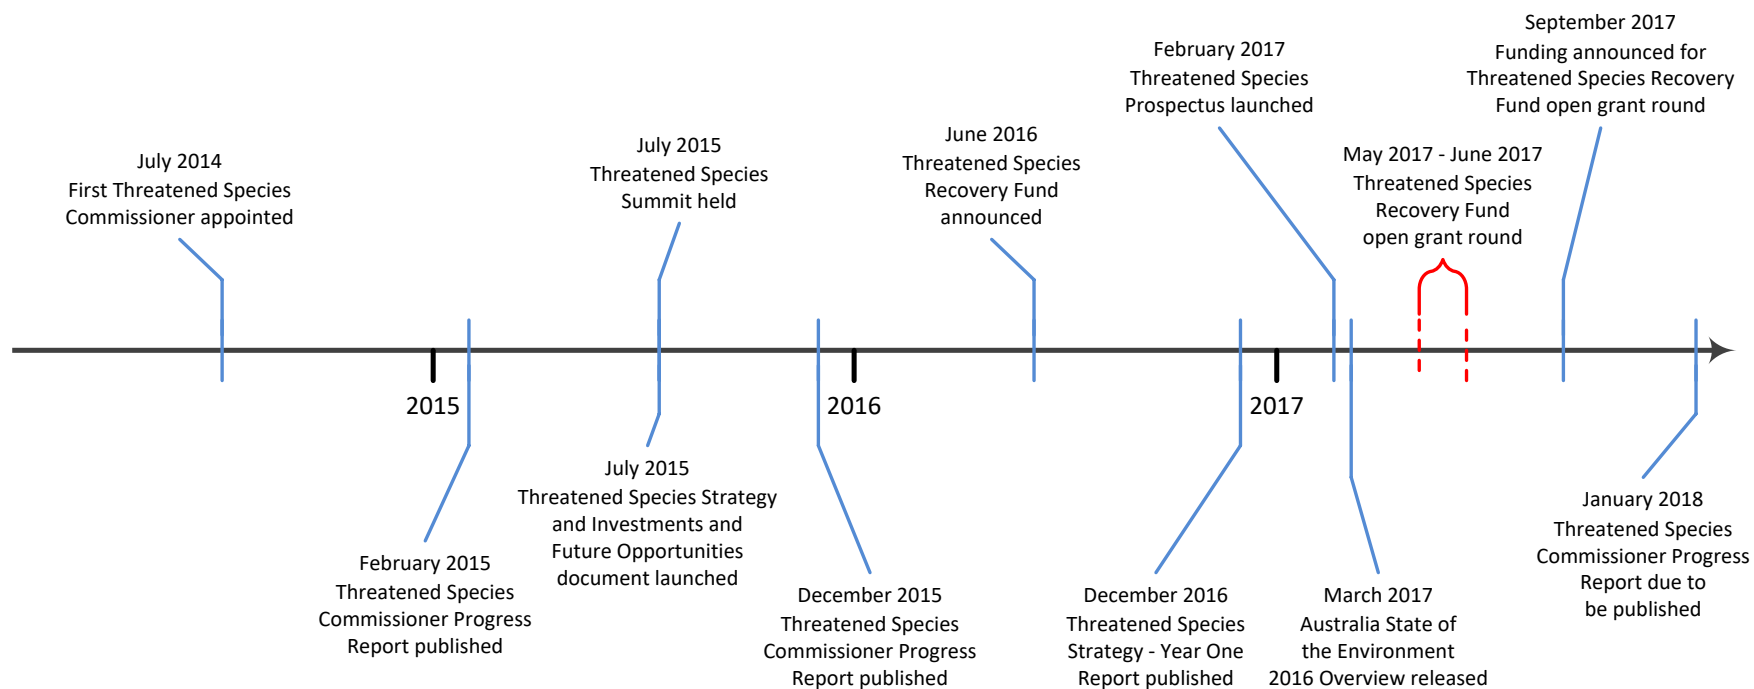 July 2014
First Threatened Species
Commissioner appointed
July 2015
Threatened Species
Summit held
June 2016
Threatened Species
Recovery Fund
announced
February 2017
Threatened Species
Prospectus launched
May 2017 - June 2017
Threatened Species
Recovery Fund
open grant round
September 2017
Funding announced for
Threatened Species Recovery
Fund open grant round
2015
2016
2017
February 2015
Threatened Species
Commissioner Progress
Report published
July 2015
Threatened Species Strategy
and Investments and
Future Opportunities
document launched
December 2015
Threatened Species
Commissioner Progress
Report published
December 2016
Threatened Species
Strategy - Year One
Report published
March 2017
Australia State of
the Environment
2016 Overview released
January 2018
Threatened Species
Commissioner Progress
Report due to
be published